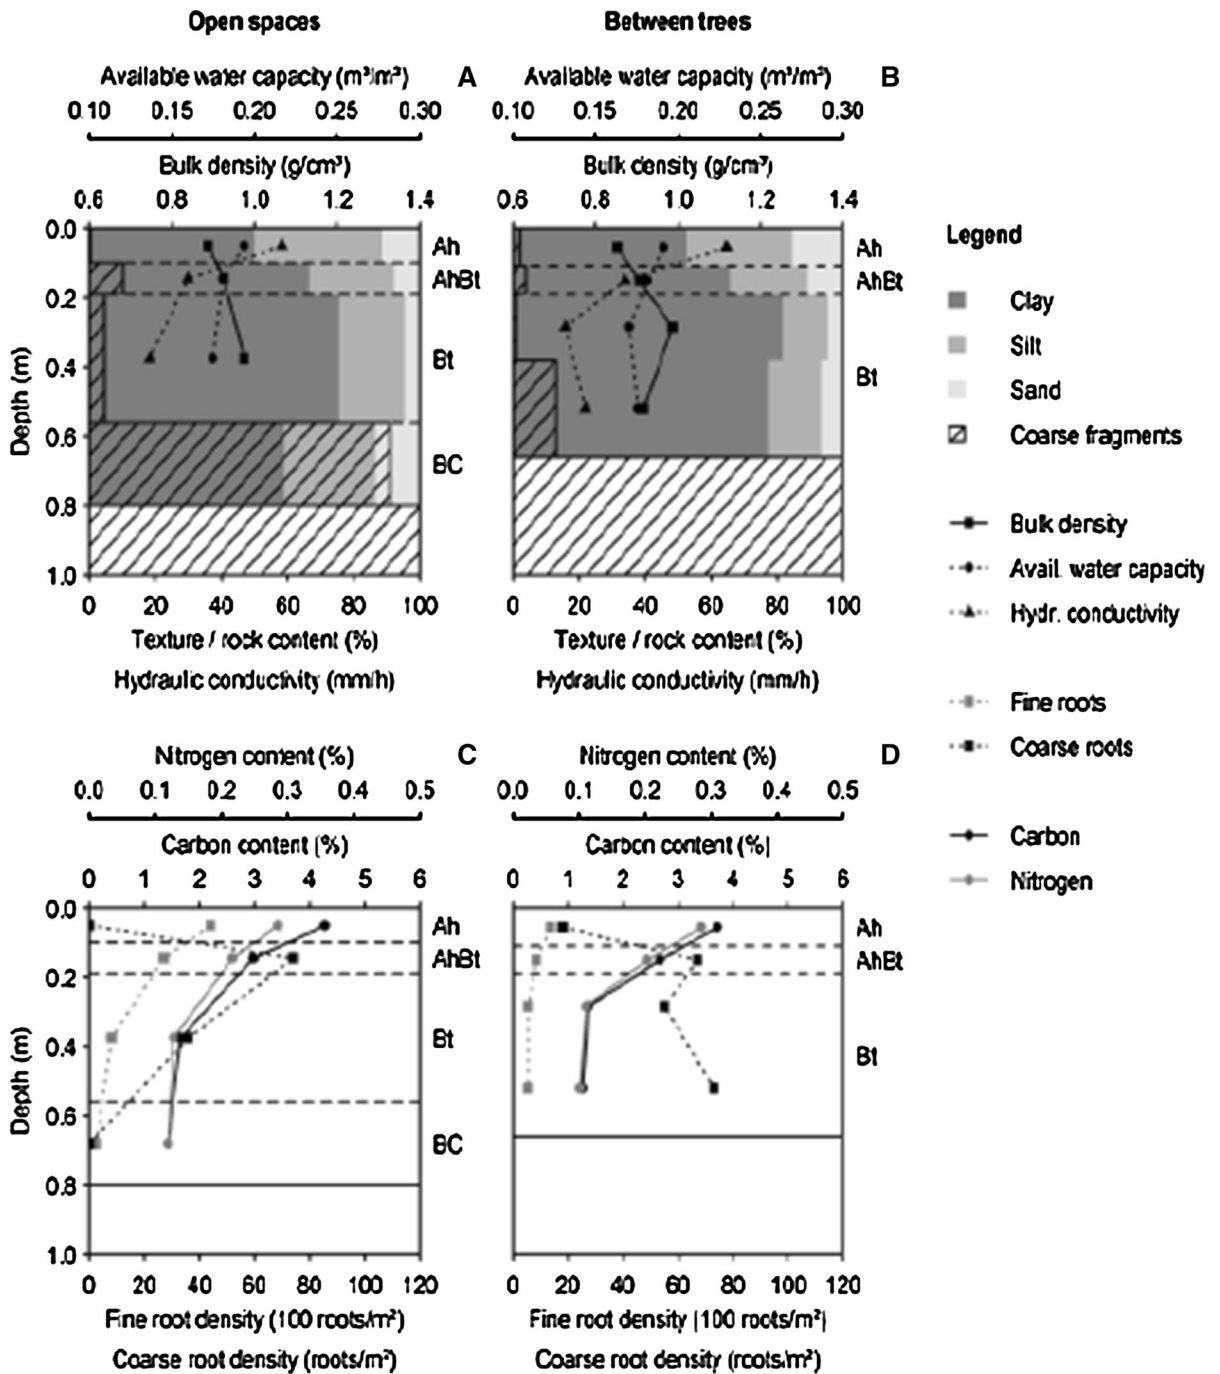 Open spaces
Between trees
Available water capacity (m³/m³)
A
Available water capacity (m³/m³)
B
0.10 0.15 0.20 0.25 0.30
0.10 0.15 0.20 0.25 0.30
Bulk density (g/cm³)
Bulk density (g/cm³)
0.6 0.8 1.0 1.2 1.4
0.6 0.8 1.0 1.2 1.4
Depth (m)
0.0
0.2
0.4
0.6
0.8
1.0
Ah
AhBt
Bt
BC
Ah
AhBt
Bt
0 20 40 60 80 100
0 20 40 60 80 100
Texture / rock content (%)
Texture / rock content (%)
Hydraulic conductivity (mm/h)
Hydraulic conductivity (mm/h)
Legend
Clay
Silt
Sand
Coarse fragments
Bulk density
Avail. water capacity
Hydr. conductivity
Fine roots
Coarse roots
Carbon
Nitrogen
Nitrogen content (%)
C
Nitrogen content (%)
D
0.0 0.1 0.2 0.3 0.4 0.5
0.0 0.1 0.2 0.3 0.4 0.5
Carbon content (%)
Carbon content (%)
0 1 2 3 4 5 6
0 1 2 3 4 5 6
Depth (m)
0.0
0.2
0.4
0.6
0.8
1.0
Ah
AhBt
Bt
BC
Ah
AhBt
Bt
0 20 40 60 80 100 120
0 20 40 60 80 100 120
Fine root density (100 roots/m²)
Fine root density (100 roots/m²)
Coarse root density (roots/m²)
Coarse root density (roots/m²)